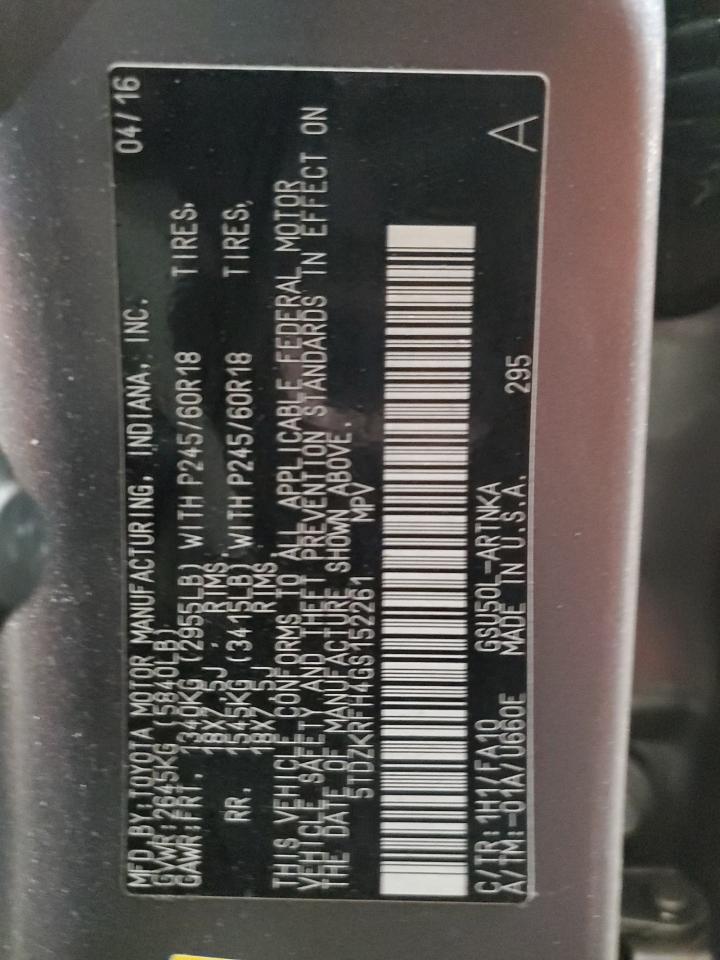 MFD.BY:TOYOTA MOTOR MANUFACTURING, INDIANA, INC. 04/16
GVWR:2645KG (5840LB)
GAWR:FRT. 1340KG (2955LB) WITH P245/60R18 TIRES,
18X7.5J RIMS,
RR. 1545KG (3415LB) WITH P245/60R18 TIRES,
18X7.5J RIMS,
THIS VEHICLE CONFORMS TO ALL APPLICABLE FEDERAL MOTOR
VEHICLE SAFETY AND THEFT PREVENTION STANDARDS IN EFFECT ON
THE DATE OF MANUFACTURE SHOWN ABOVE.
5TDZKRFH4GS152261 MPV
C/TR:1H1/FA10 GSU50L-ARTNKA
A/TM:-01A/U660E MADE IN U.S.A. 295 A